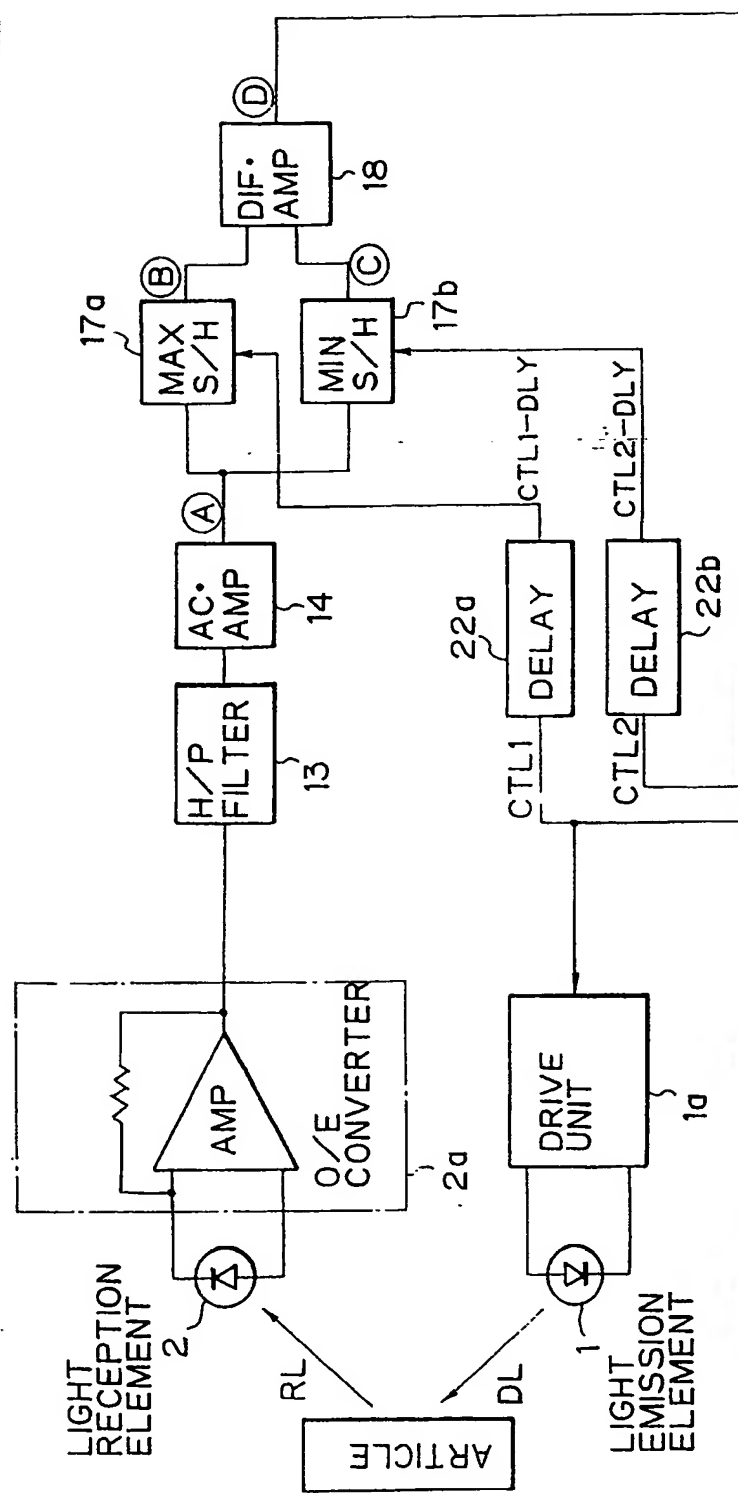 LIGHT
RECEPTION
ELEMENT
2
AMP
O/E
CONVERTER
2a
H/P
FILTER
13
AC·
AMP
14
A
17a
MAX
S/H
B
MIN
S/H
17b
C
DIF·
AMP
18
D
RL
ARTICLE
DL
LIGHT
EMISSION
ELEMENT
1
DRIVE
UNIT
1a
CTL1
22a
DELAY
CTL1-DLY
CTL2
DELAY
22b
CTL2-DLY